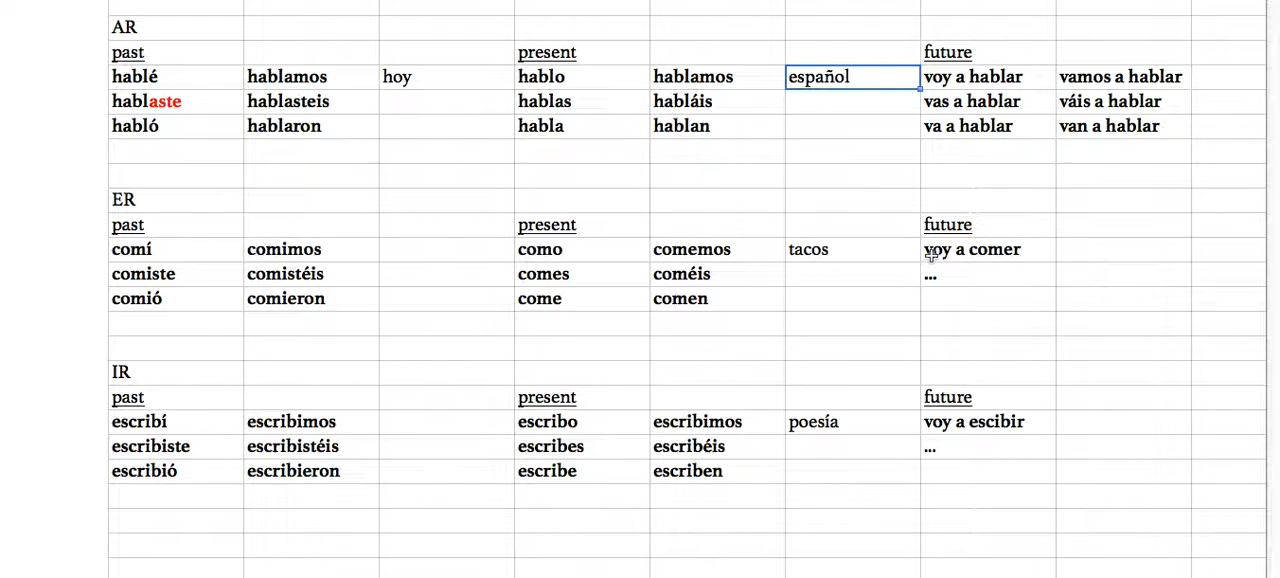 AR
past present future
hablé hablamos hoy hablo hablamos español voy a hablar vamos a hablar
hablaste hablasteis hablas habláis vas a hablar váis a hablar
habló hablaron habla hablan va a hablar van a hablar
ER
past present future
comí comimos como comemos tacos voy a comer
comiste comistéis comes coméis ...
comió comieron come comen
IR
past present future
escribí escribimos escribo escribimos poesía voy a escibir
escribiste escribistéis escribes escribéis ...
escribió escribieron escribe escriben